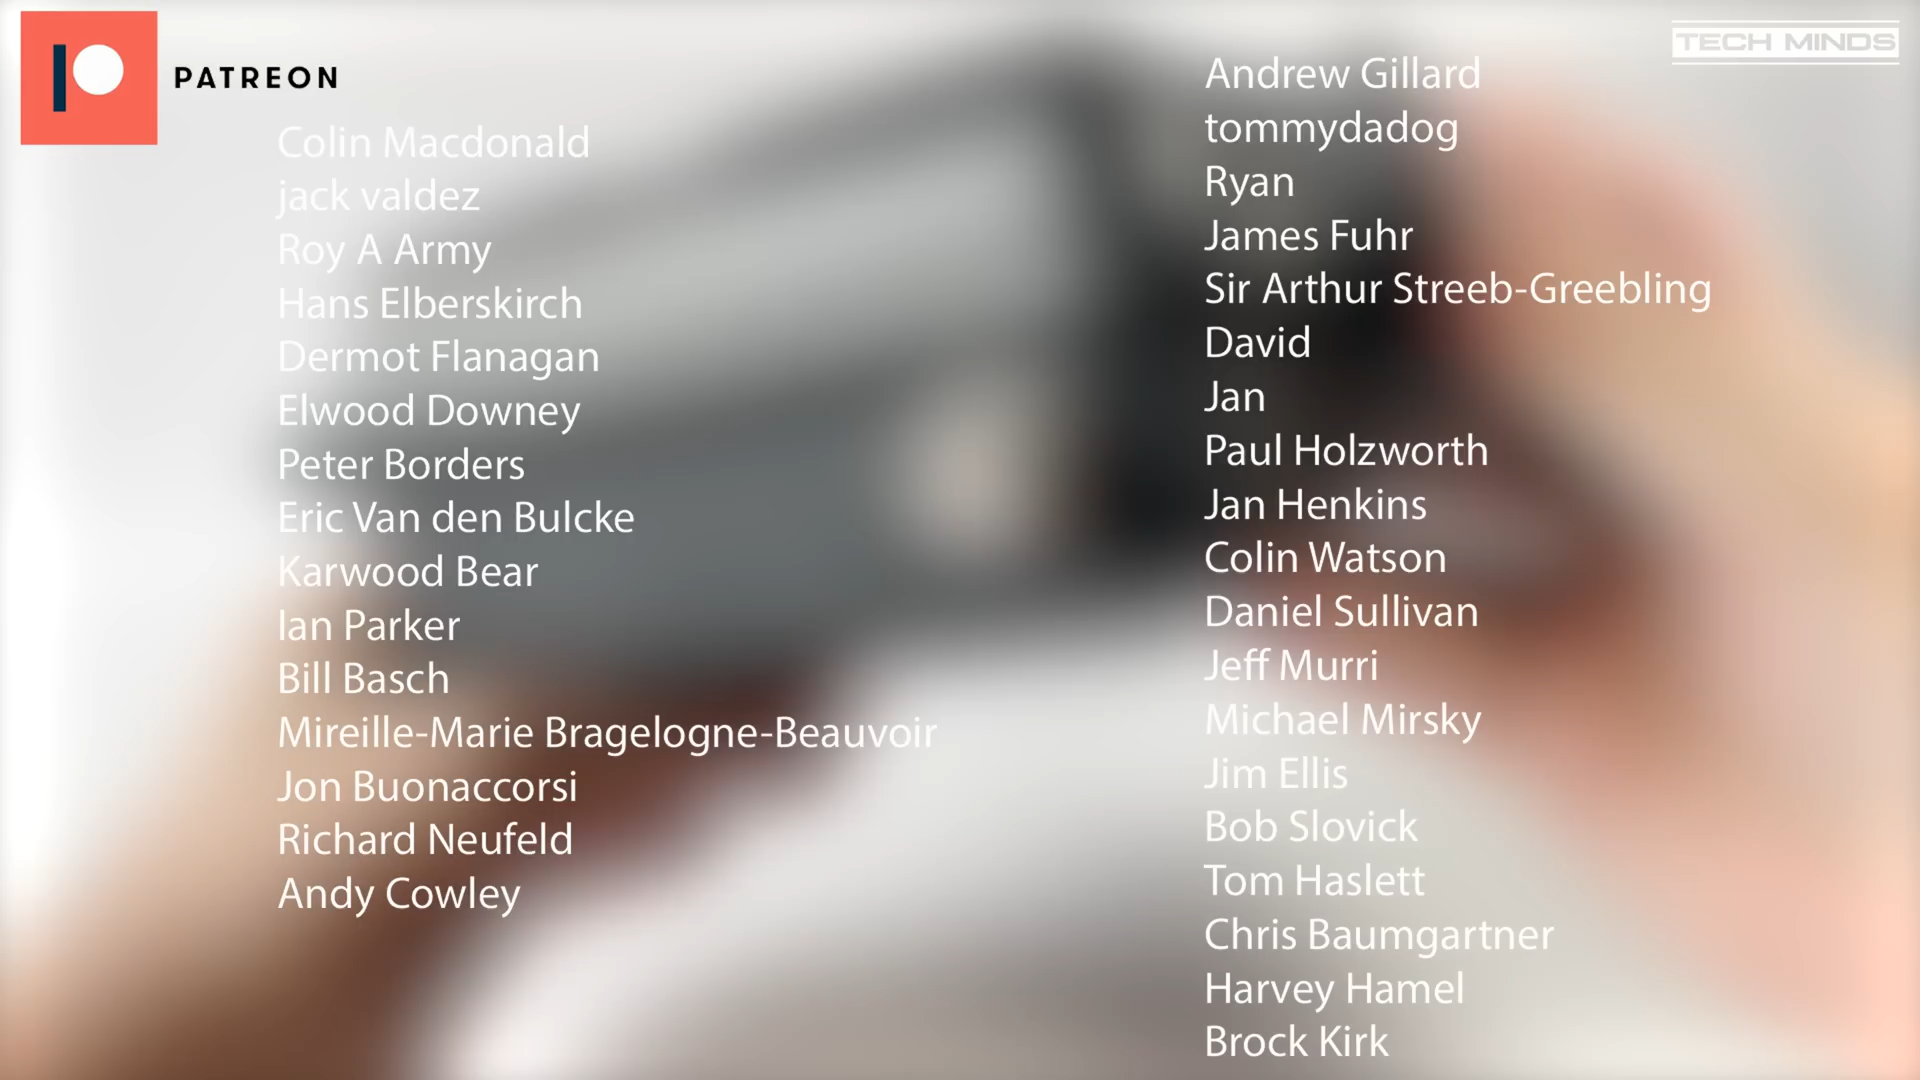 PATREON
TECH MINDS
Colin Macdonald
jack valdez
Roy A Army
Hans Elberskirch
Dermot Flanagan
Elwood Downey
Peter Borders
Eric Van den Bulcke
Karwood Bear
Ian Parker
Bill Basch
Mireille-Marie Bragelogne-Beauvoir
Jon Buonaccorsi
Richard Neufeld
Andy Cowley
Andrew Gillard
tommydadog
Ryan
James Fuhr
Sir Arthur Streeb-Greebling
David
Jan
Paul Holzworth
Jan Henkins
Colin Watson
Daniel Sullivan
Jeff Murri
Michael Mirsky
Jim Ellis
Bob Slovick
Tom Haslett
Chris Baumgartner
Harvey Hamel
Brock Kirk